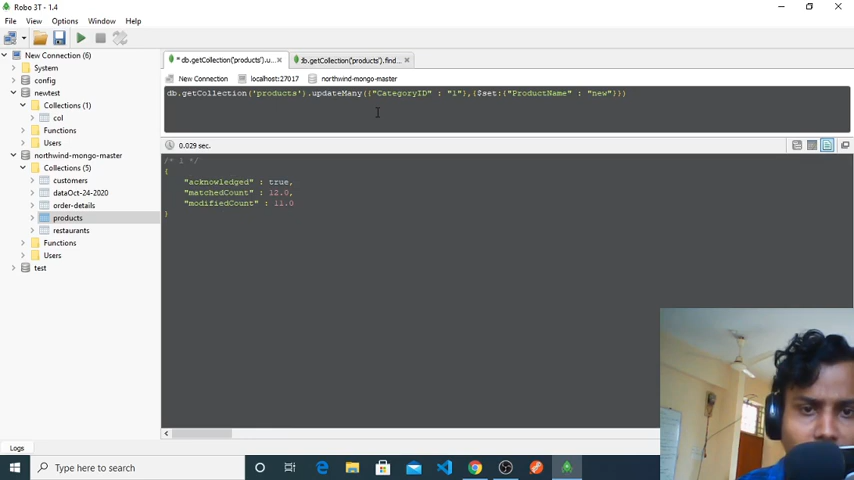 Robo 3T - 1.4
File View Options Window Help
New Connection (6)
System
config
newtest
Collections (1)
col
Functions
Users
northwind-mongo-master
Collections (5)
customers
dataOct-24-2020
order-details
products
restaurants
Functions
Users
test
Logs
* db.getCollection('products').u...
db.getCollection('products').find...
New Connection localhost:27017 northwind-mongo-master
db.getCollection('products').updateMany({"CategoryID" : "1"},{$set:{"ProductName" : "new"}})
0.029 sec.
/* 1 */
{
"acknowledged" : true,
"matchedCount" : 12.0,
"modifiedCount" : 11.0
}
Type here to search